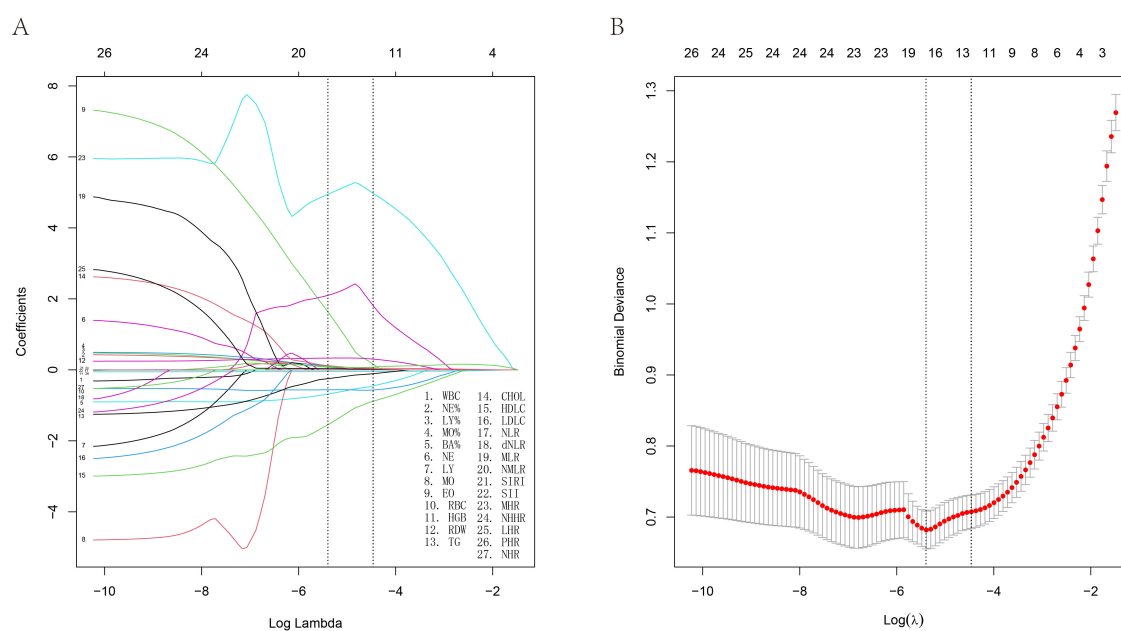 A
26 24 20 11 4
8
6
4
2
0
−2
−4
Coefficients
9
23
19
25
14
6
4
12
1
5
24
13
7
16
15
8
1. WBC
2. NE%
3. LY%
4. MO%
5. BA%
6. NE
7. LY
8. MO
9. EO
10. RBC
11. HGB
12. RDW
13. TG
14. CHOL
15. HDLC
16. LDLC
17. NLR
18. dNLR
19. MLR
20. NMLR
21. SIRI
22. SII
23. MHR
24. NHHR
25. LHR
26. PHR
27. NHR
−10 −8 −6 −4 −2
Log Lambda
B
26 24 25 24 24 24 23 23 19 16 13 11 9 8 6 4 3
1.3
1.2
1.1
1.0
0.9
0.8
0.7
Binomial Deviance
−10 −8 −6 −4 −2
Log(λ)